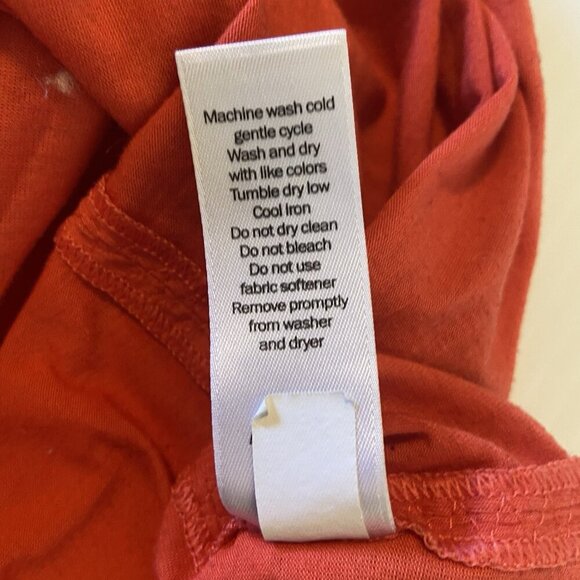 Machine wash cold
gentle cycle
Wash and dry
with like colors
Tumble dry low
Cool Iron
Do not dry clean
Do not bleach
Do not use
fabric softener
Remove promptly
from washer
and dryer